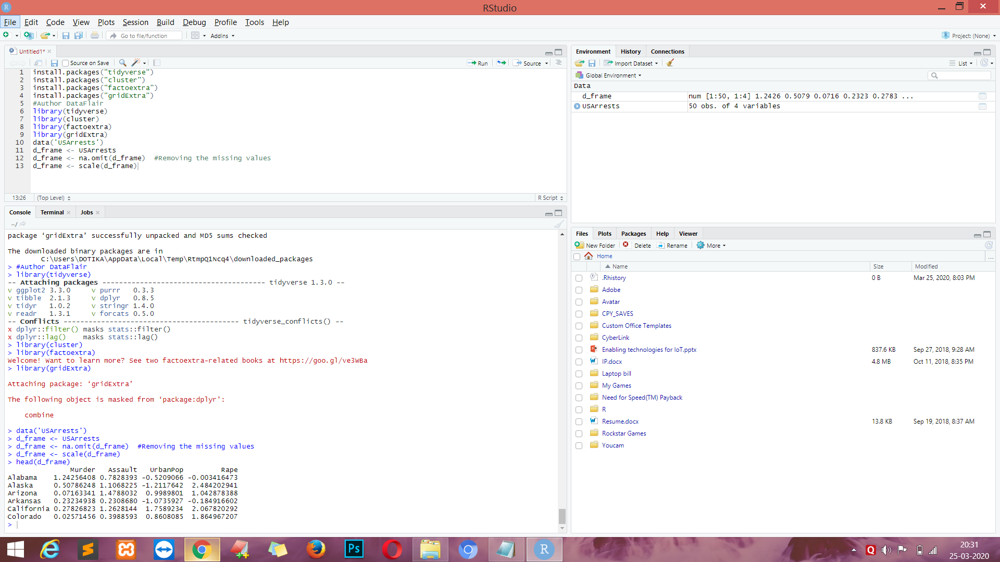 RStudio
File Edit Code View Plots Session Build Debug Profile Tools Help
Go to file/function Addins Project: (None)
Untitled1*
Source on Save Run Source
1 install.packages("tidyverse")
2 install.packages("cluster")
3 install.packages("factoextra")
4 install.packages("gridExtra")
5 #Author DataFlair
6 library(tidyverse)
7 library(cluster)
8 library(factoextra)
9 library(gridExtra)
10 data('USArrests')
11 d_frame <- USArrests
12 d_frame <- na.omit(d_frame)  #Removing the missing values
13 d_frame <- scale(d_frame)
13:26 (Top Level) R Script
Console Terminal Jobs
~/
package ‘gridExtra’ successfully unpacked and MD5 sums checked
The downloaded binary packages are in
C:\Users\DOTIKA\AppData\Local\Temp\RtmpQ1Ncq4\downloaded_packages
> #Author DataFlair
> library(tidyverse)
-- Attaching packages --------------------------------------- tidyverse 1.3.0 --
v ggplot2 3.3.0     v purrr   0.3.3
v tibble  2.1.3     v dplyr   0.8.5
v tidyr   1.0.2     v stringr 1.4.0
v readr   1.3.1     v forcats 0.5.0
-- Conflicts ------------------------------------------ tidyverse_conflicts() --
x dplyr::filter() masks stats::filter()
x dplyr::lag()    masks stats::lag()
> library(cluster)
> library(factoextra)
Welcome! Want to learn more? See two factoextra-related books at https://goo.gl/ve3WBa
> library(gridExtra)
Attaching package: ‘gridExtra’
The following object is masked from ‘package:dplyr’:
combine
> data('USArrests')
> d_frame <- USArrests
> d_frame <- na.omit(d_frame)  #Removing the missing values
> d_frame <- scale(d_frame)
> head(d_frame)
Murder   Assault   UrbanPop         Rape
Alabama    1.24256408 0.7828393 -0.5209066 -0.003416473
Alaska     0.50786248 1.1068225 -1.2117642  2.484202941
Arizona    0.07163341 1.4788032  0.9989801  1.042878388
Arkansas   0.23234938 0.2308680 -1.0735927 -0.184916602
California 0.27826823 1.2628144  1.7589234  2.067820292
Colorado   0.02571456 0.3988593  0.8608085  1.864967207
>
Environment History Connections
Import Dataset List
Global Environment
Data
d_frame num [1:50, 1:4] 1.2426 0.5079 0.0716 0.2323 0.2783 ...
USArrests 50 obs. of 4 variables
Files Plots Packages Help Viewer
New Folder Delete Rename More
Home ...
Name Size Modified
.Rhistory 0 B Mar 25, 2020, 8:03 PM
Adobe
Avatar
CPY_SAVES
Custom Office Templates
CyberLink
Enabling technologies for IoT.pptx 837.6 KB Sep 27, 2018, 9:28 AM
IP.docx 4.8 MB Oct 11, 2018, 8:35 PM
Laptop bill
My Games
Need for Speed(TM) Payback
R
Resume.docx 13.8 KB Sep 19, 2018, 8:37 AM
Rockstar Games
Youcam
Ps
R
Q
20:31
25-03-2020